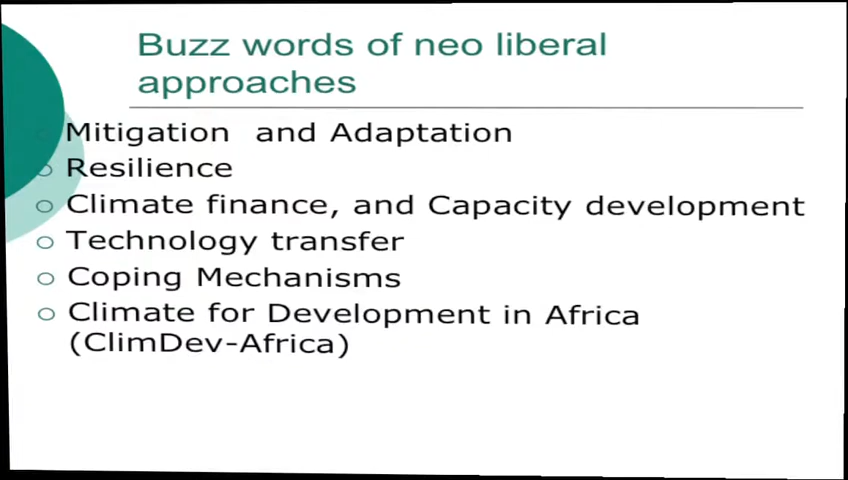 Buzz words of neo liberal
approaches
Mitigation and Adaptation
Resilience
Climate finance, and Capacity development
Technology transfer
Coping Mechanisms
Climate for Development in Africa
(ClimDev-Africa)